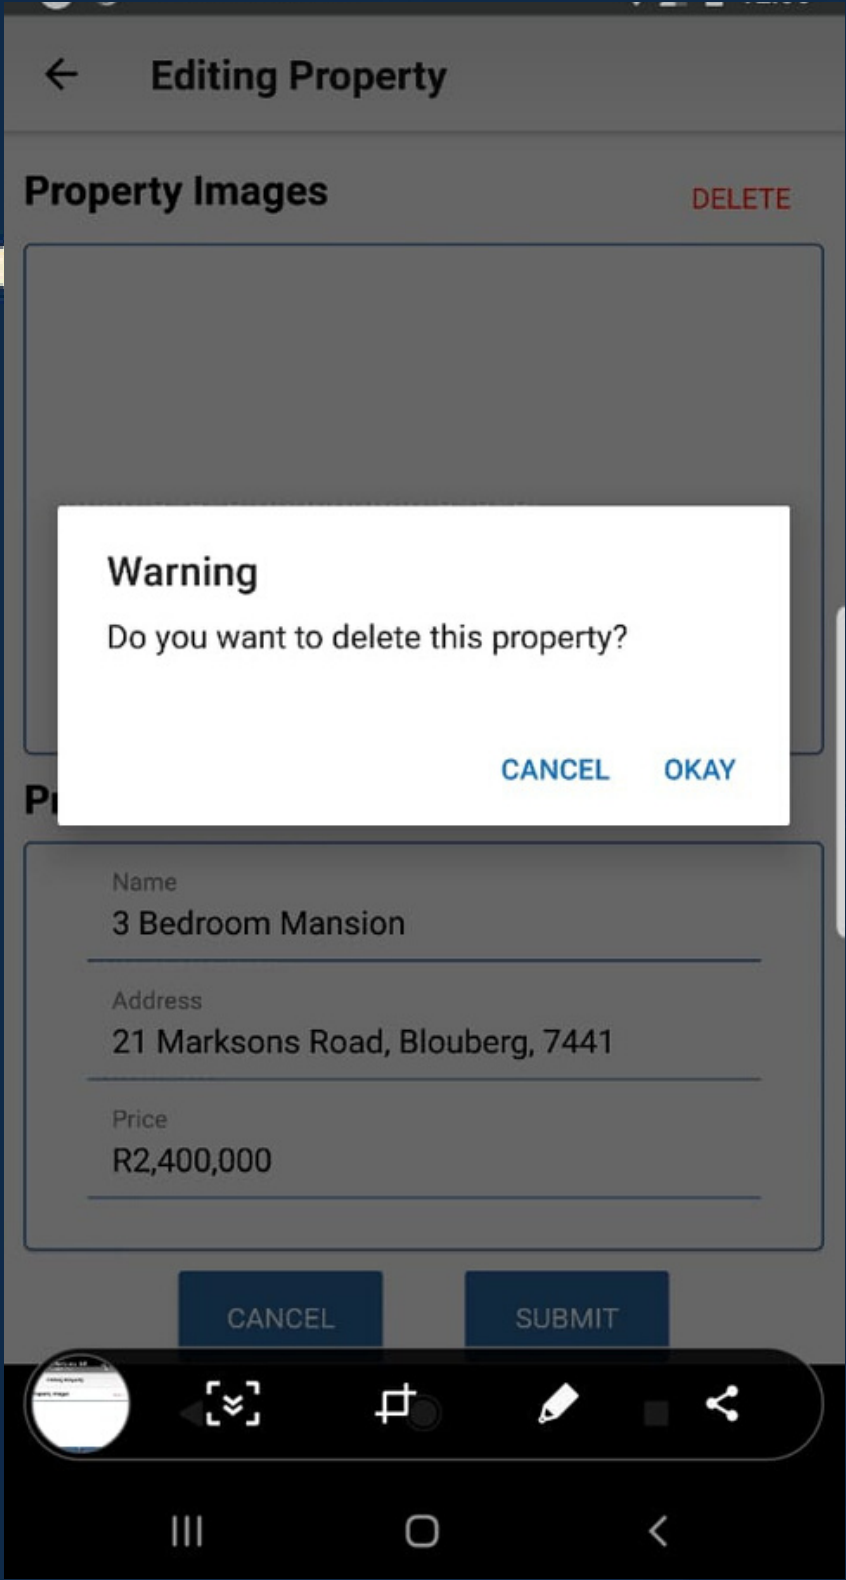 Editing Property
Property Images
DELETE
Warning
Do you want to delete this property?
CANCEL OKAY
Name
3 Bedroom Mansion
Address
21 Marksons Road, Blouberg, 7441
Price
R2,400,000
CANCEL SUBMIT